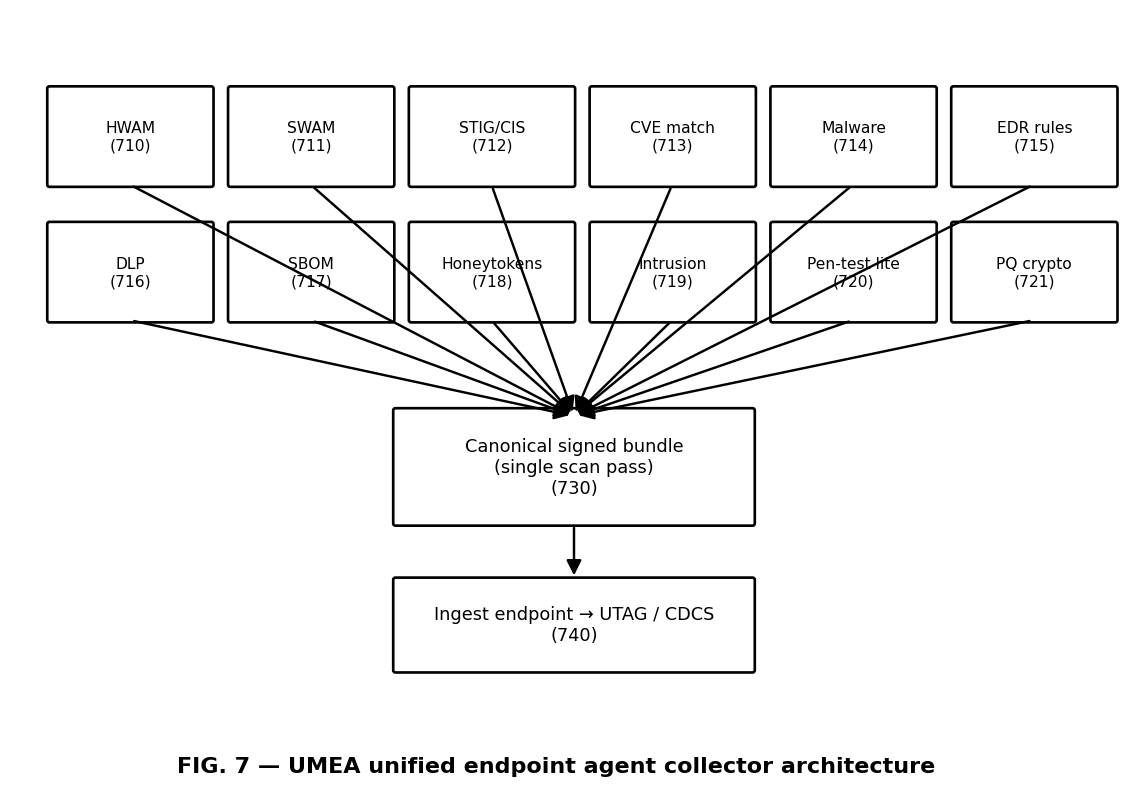 HWAM
(710)
SWAM
(711)
STIG/CIS
(712)
CVE match
(713)
Malware
(714)
EDR rules
(715)
DLP
(716)
SBOM
(717)
Honeytokens
(718)
Intrusion
(719)
Pen-test lite
(720)
PQ crypto
(721)
Canonical signed bundle
(single scan pass)
(730)
Ingest endpoint → UTAG / CDCS
(740)
FIG. 7 — UMEA unified endpoint agent collector architecture